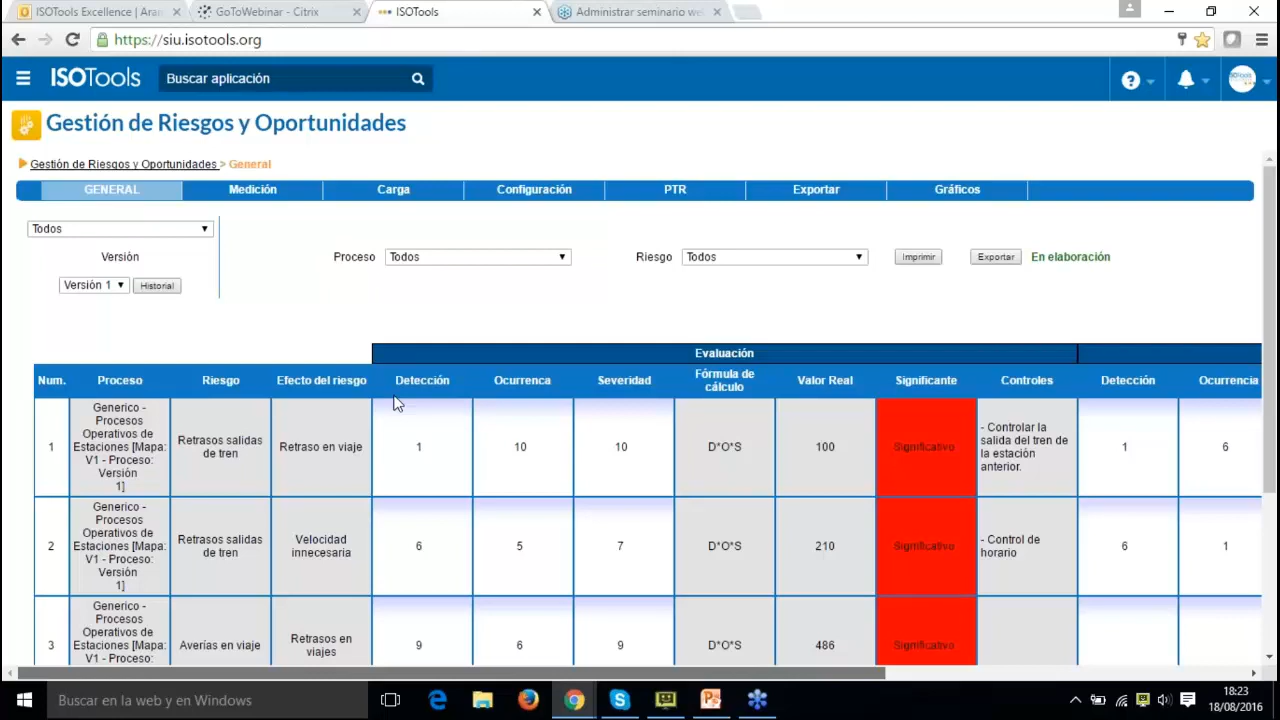 ISOTools Excellence | Aran
GoToWebinar - Citrix
ISOTools
Administrar seminario we
https://siu.isotools.org
ISOTools
Buscar aplicación
Gestión de Riesgos y Oportunidades
Gestión de Riesgos y Oportunidades > General
GENERAL Medición Carga Configuración PTR Exportar Gráficos
Todos
Versión
Proceso Todos Riesgo Todos Imprimir Exportar En elaboración
Versión 1 Historial
Evaluación
Num. Proceso Riesgo Efecto del riesgo Detección Ocurrenca Severidad Fórmula de cálculo Valor Real Significante Controles Detección Ocurrencia
1
Generico -
Procesos
Operativos de
Estaciones [Mapa:
V1 - Proceso:
Versión
1]
Retrasos salidas
de tren
Retraso en viaje
1 10 10 D*O*S 100 Significativo
- Controlar la
salida del tren de
la estación
anterior.
1 6
2
Generico -
Procesos
Operativos de
Estaciones [Mapa:
V1 - Proceso:
Versión
1]
Retrasos salidas
de tren
Velocidad
innecesaria
6 5 7 D*O*S 210 Significativo
- Control de
horario
6 1
3
Generico -
Procesos
Operativos de
Estaciones [Mapa:
V1 - Proceso:
Averías en viaje
Retrasos en
viajes
9 6 9 D*O*S 486 Significativo
Buscar en la web y en Windows
18:23
18/08/2016